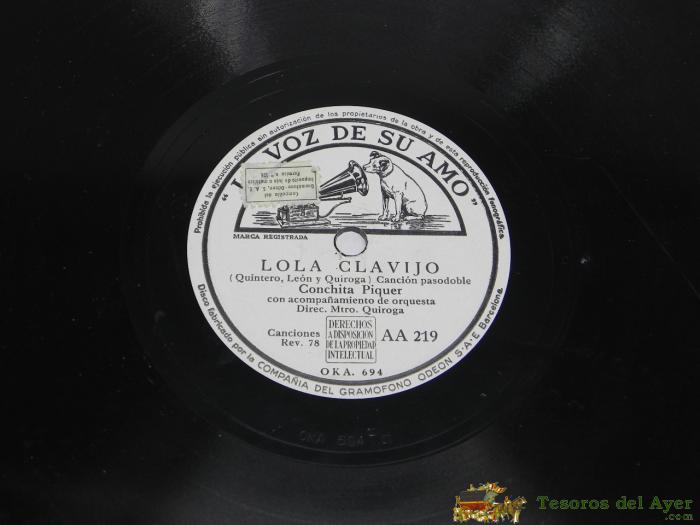 Prohibida la ejecución pública sin autorización de los propietarios de la obra y de esta reproducción fonográfica.
"LA VOZ DE SU AMO"
MARCA REGISTRADA
LOLA CLAVIJO
(Quintero, León y Quiroga) Canción pasodoble
Conchita Piquer
con acompañamiento de orquesta
Direc. Mtro. Quiroga
Canciones
Rev. 78
DERECHOS
A DISPOSICIÓN
DE LA PROPIEDAD
INTELECTUAL
AA 219
OKA. 694
Disco fabricado por la COMPAÑIA DEL GRAMOFONO ODEON S·A·E Barcelona.
Tesoros del Ayer
.com